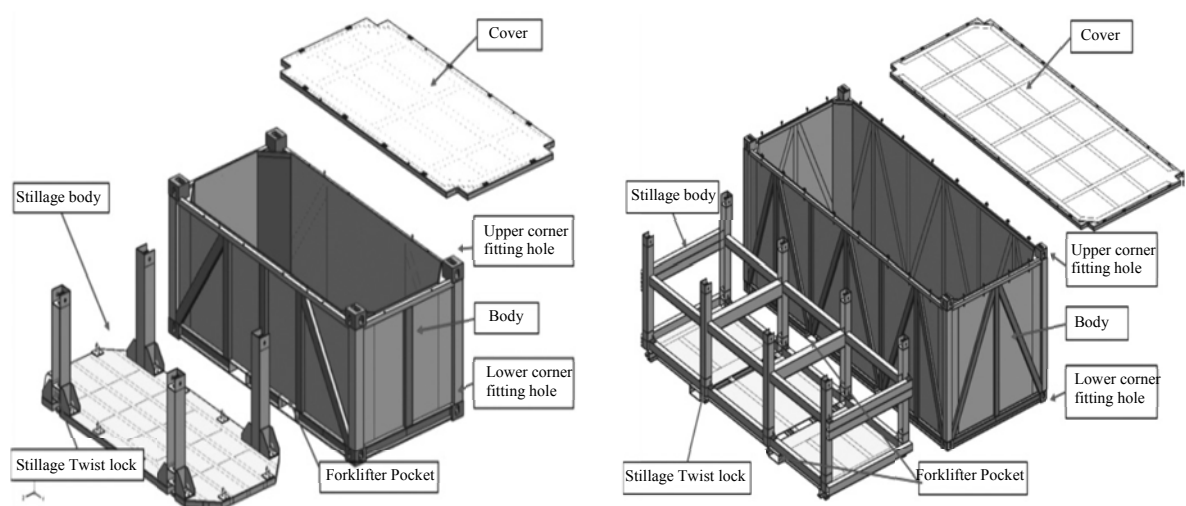 Cover
Stillage body
Upper corner
fitting hole
Body
Lower corner
fitting hole
Stillage Twist lock
Forklifter Pocket
Cover
Stillage body
Upper corner
fitting hole
Body
Lower corner
fitting hole
Stillage Twist lock
Forklifter Pocket